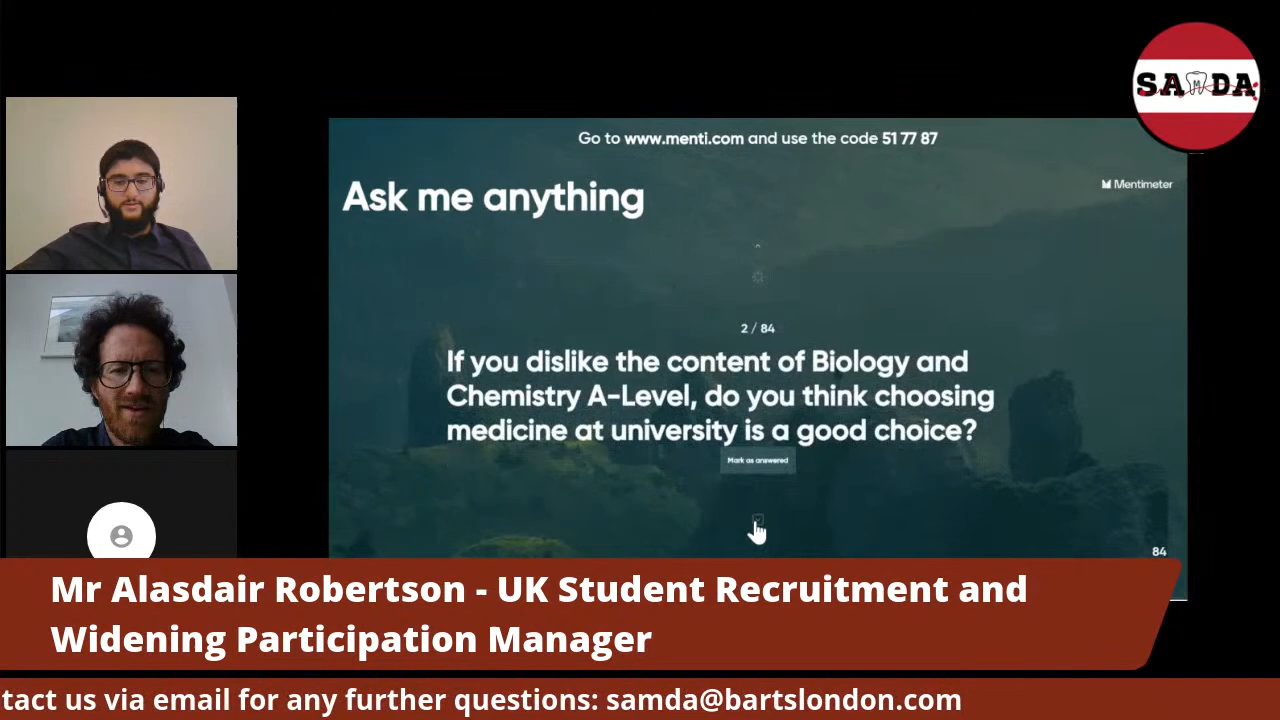 SAMDA
Go to www.menti.com and use the code 51 77 87
Mentimeter
Ask me anything
2 / 84
If you dislike the content of Biology and
Chemistry A-Level, do you think choosing
medicine at university is a good choice?
Mark as answered
84
Mr Alasdair Robertson - UK Student Recruitment and
Widening Participation Manager
tact us via email for any further questions: samda@bartslondon.com